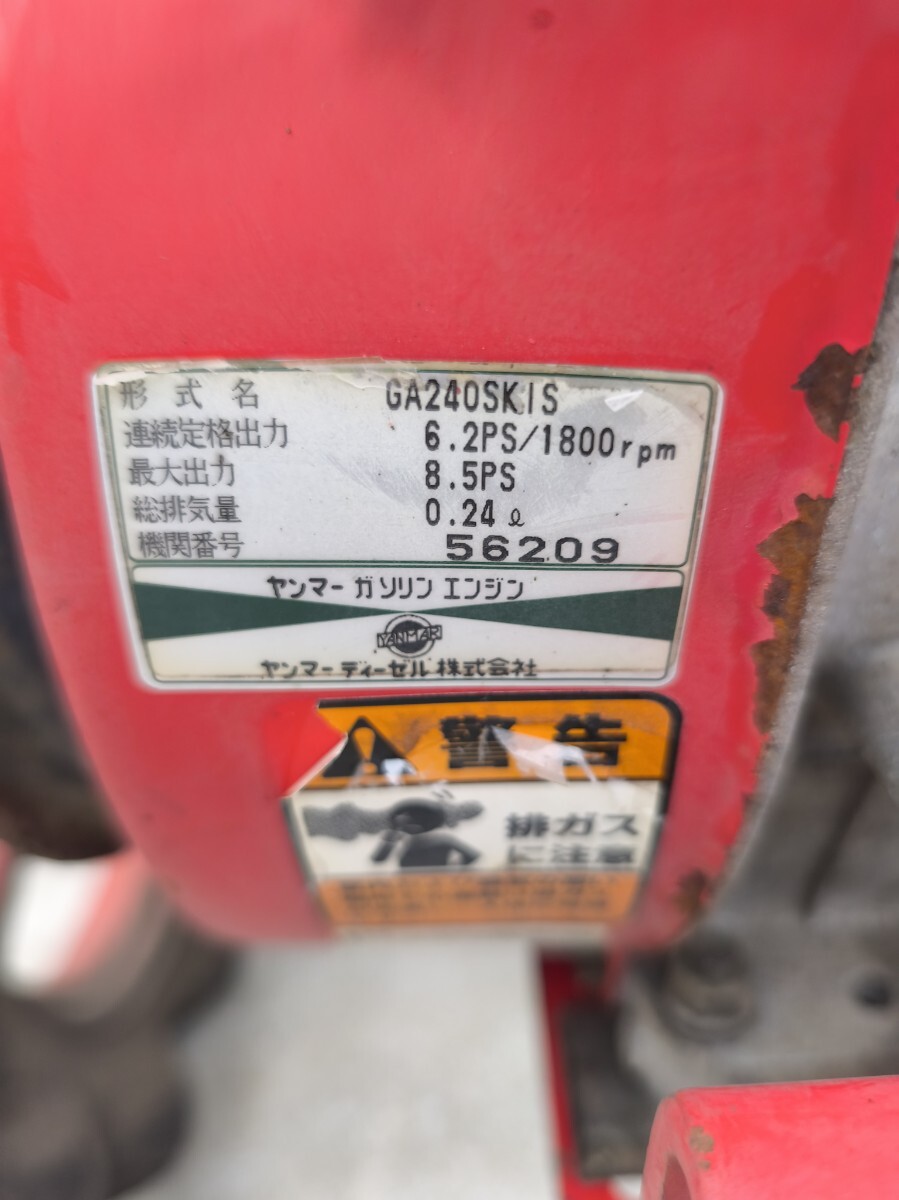 形式名 GA240SKIS
連続定格出力 6.2PS/1800rpm
最大出力 8.5PS
総排気量 0.24ℓ
機関番号 56209
ヤンマー ガソリン エンジン
YANMAR
ヤンマー ディーゼル 株式会社
警告
排ガス
に注意